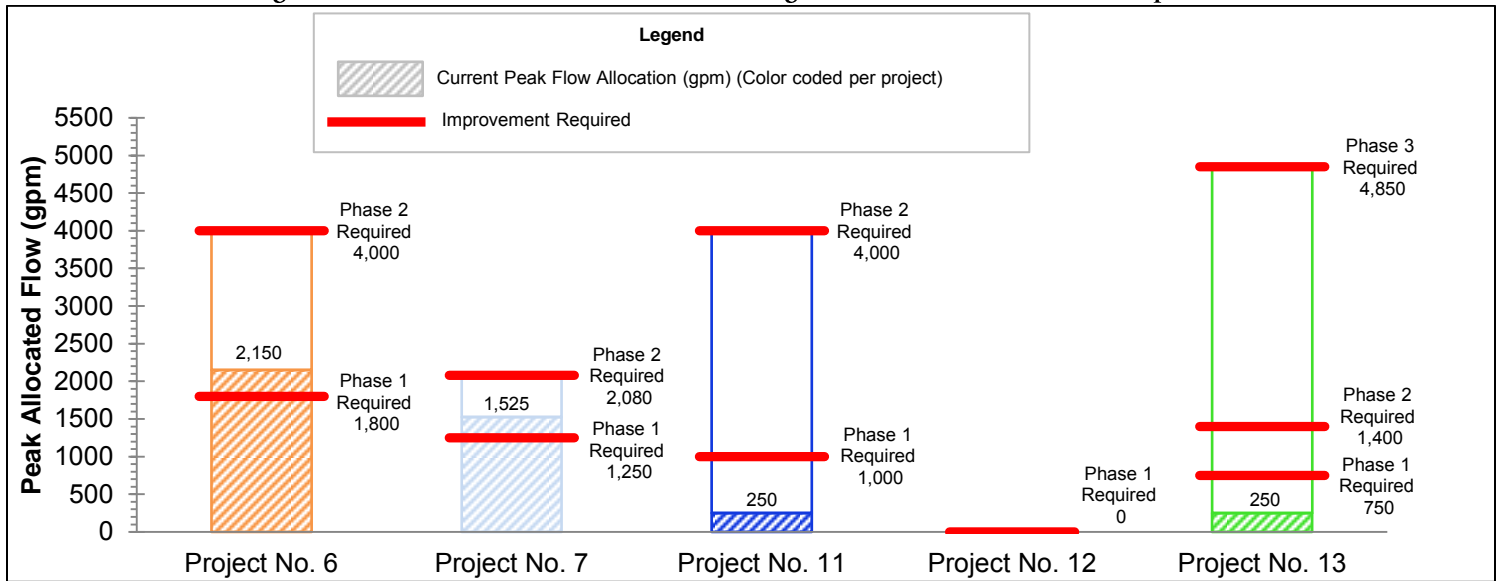 Legend
Current Peak Flow Allocation (gpm) (Color coded per project)
Improvement Required
Peak Allocated Flow (gpm)
5500
5000
4500
4000
3500
3000
2500
2000
1500
1000
500
0
Phase 2
Required
4,000
2,150
Phase 1
Required
1,800
Phase 2
Required
2,080
1,525
Phase 1
Required
1,250
Phase 2
Required
4,000
Phase 1
Required
1,000
250
Phase 1
Required
0
Phase 3
Required
4,850
Phase 2
Required
1,400
Phase 1
Required
750
250
Project No. 6
Project No. 7
Project No. 11
Project No. 12
Project No. 13